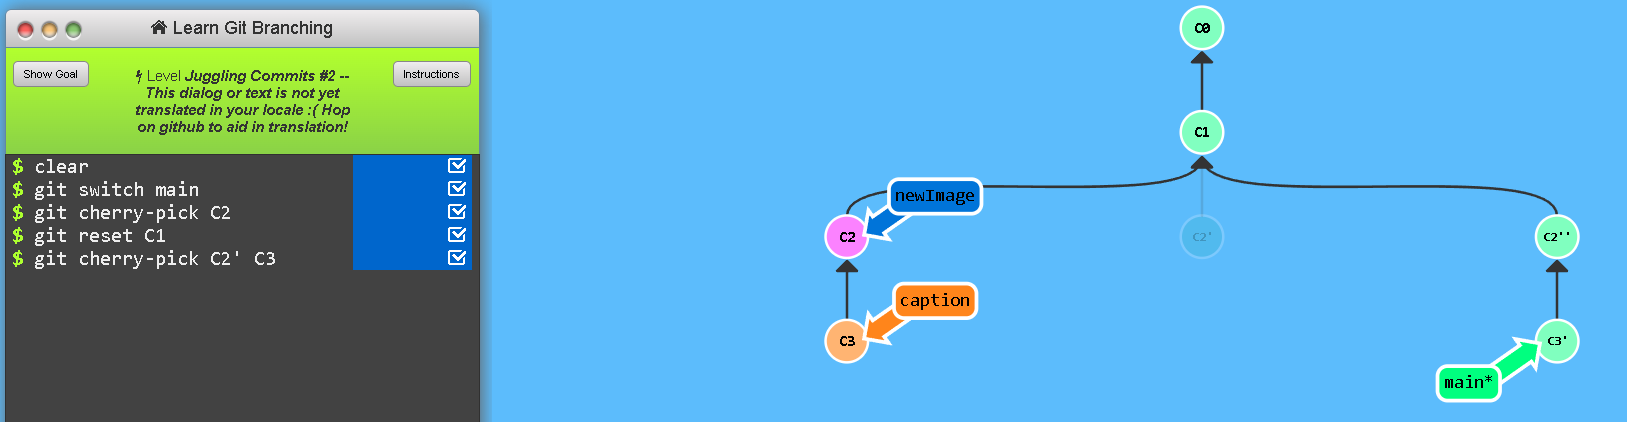 Learn Git Branching
Show Goal
Level Juggling Commits #2 --
This dialog or text is not yet
translated in your locale :( Hop
on github to aid in translation!
Instructions
$ clear
$ git switch main
$ git cherry-pick C2
$ git reset C1
$ git cherry-pick C2' C3
C0
C1
newImage
C2
C2'
C2''
caption
C3
C3'
main*